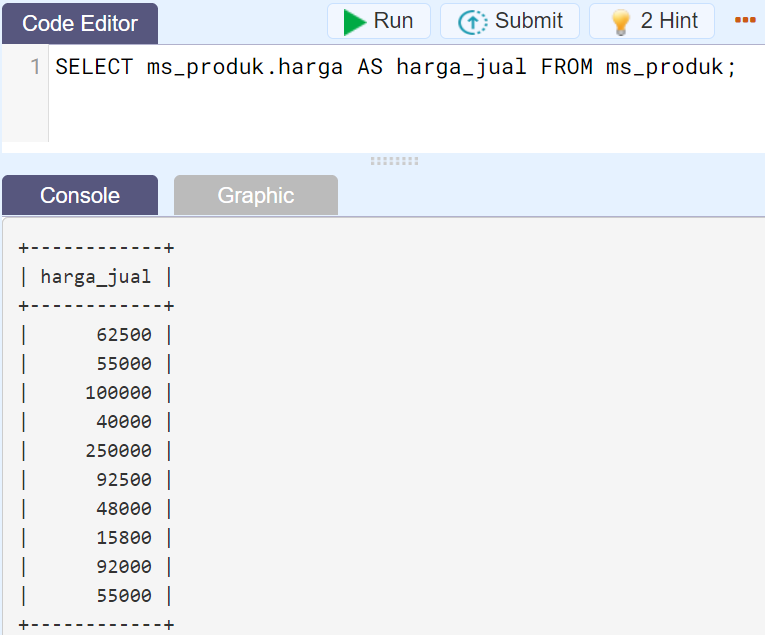 Code Editor
Run
Submit
2 Hint
1 SELECT ms_produk.harga AS harga_jual FROM ms_produk;
Console
Graphic
+------------+
| harga_jual |
+------------+
|      62500 |
|      55000 |
|     100000 |
|      40000 |
|     250000 |
|      92500 |
|      48000 |
|      15800 |
|      92000 |
|      55000 |
+------------+